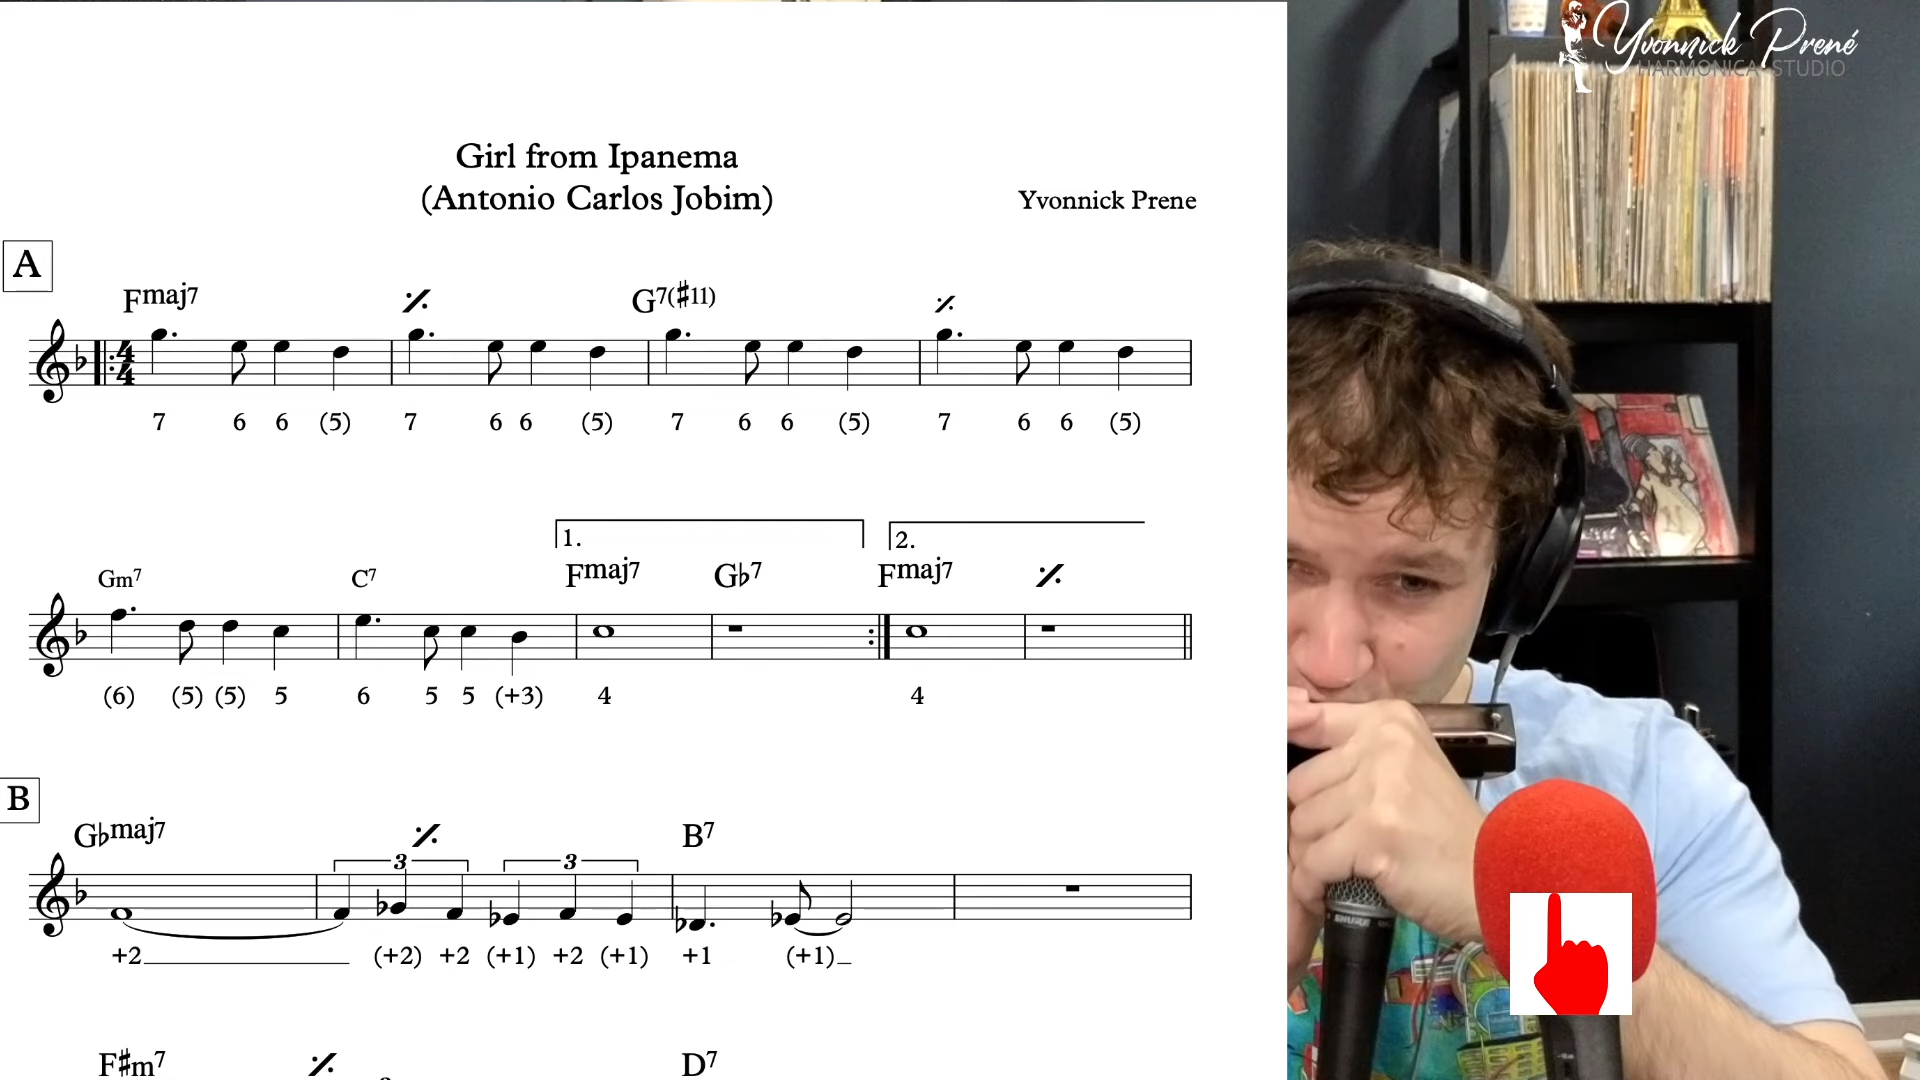 Yvonnick Prené
HARMONICA STUDIO
Girl from Ipanema
(Antonio Carlos Jobim)
Yvonnick Prene
A
Fmaj7 G7(♯11)
4
4
7 6 6 (5) 7 6 6 (5) 7 6 6 (5) 7 6 6 (5)
1. 2.
Gm7 C7 Fmaj7 G♭7 Fmaj7
(6) (5) (5) 5 6 5 5 (+3) 4 4
B
G♭maj7 B7
3 3
+2 (+2) +2 (+1) +2 (+1) +1 (+1)
SHURE
F♯m7 D7